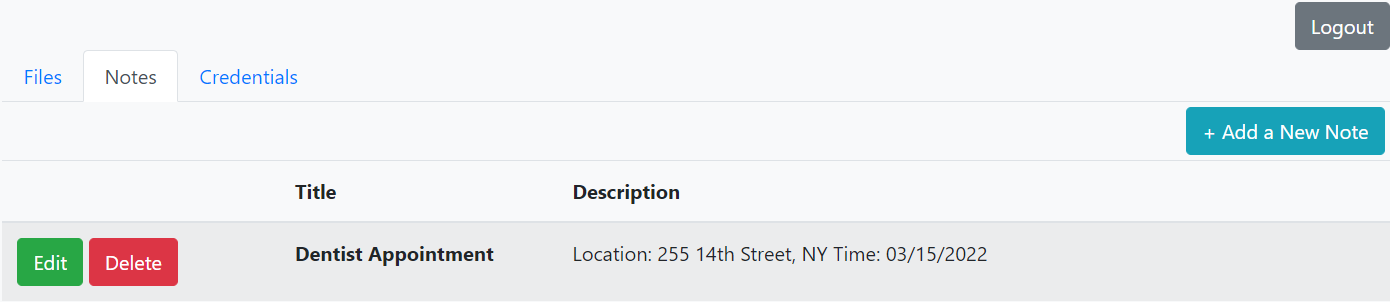 Logout
Files Notes Credentials
+ Add a New Note
Title Description
Edit Delete Dentist Appointment Location: 255 14th Street, NY Time: 03/15/2022